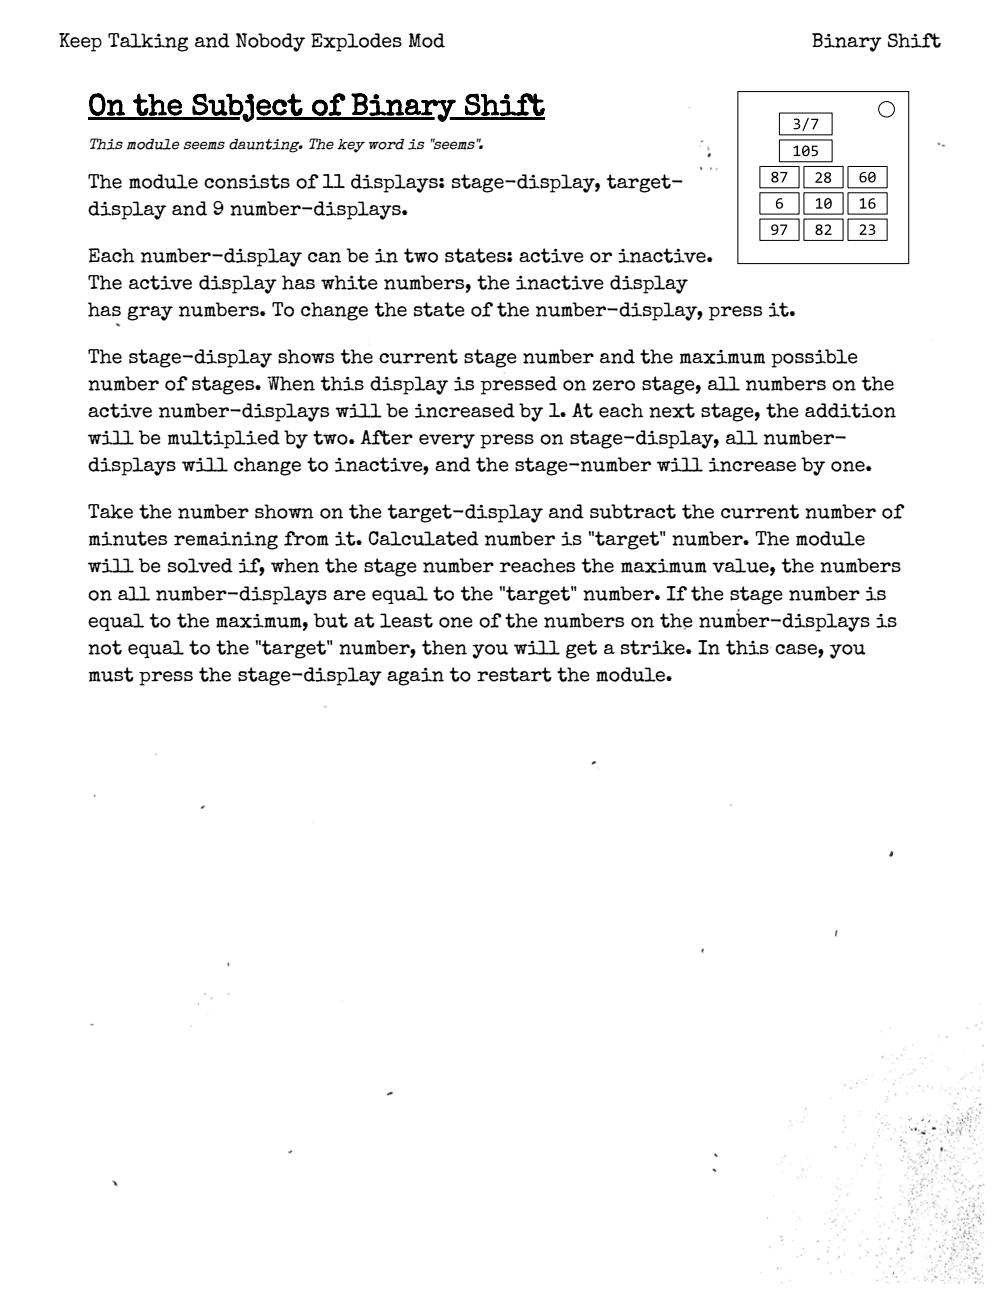 Keep Talking and Nobody Explodes Mod
Binary Shift
On the Subject of Binary Shift
This module seems daunting. The key word is "seems".
The module consists of 11 displays: stage-display, target-
display and 9 number-displays.
Each number-display can be in two states: active or inactive.
The active display has white numbers, the inactive display
has gray numbers. To change the state of the number-display, press it.
3/7
105
87 28 60
6 10 16
97 82 23
The stage-display shows the current stage number and the maximum possible
number of stages. When this display is pressed on zero stage, all numbers on the
active number-displays will be increased by 1. At each next stage, the addition
will be multiplied by two. After every press on stage-display, all number-
displays will change to inactive, and the stage-number will increase by one.
Take the number shown on the target-display and subtract the current number of
minutes remaining from it. Calculated number is "target" number. The module
will be solved if, when the stage number reaches the maximum value, the numbers
on all number-displays are equal to the "target" number. If the stage number is
equal to the maximum, but at least one of the numbers on the number-displays is
not equal to the "target" number, then you will get a strike. In this case, you
must press the stage-display again to restart the module.